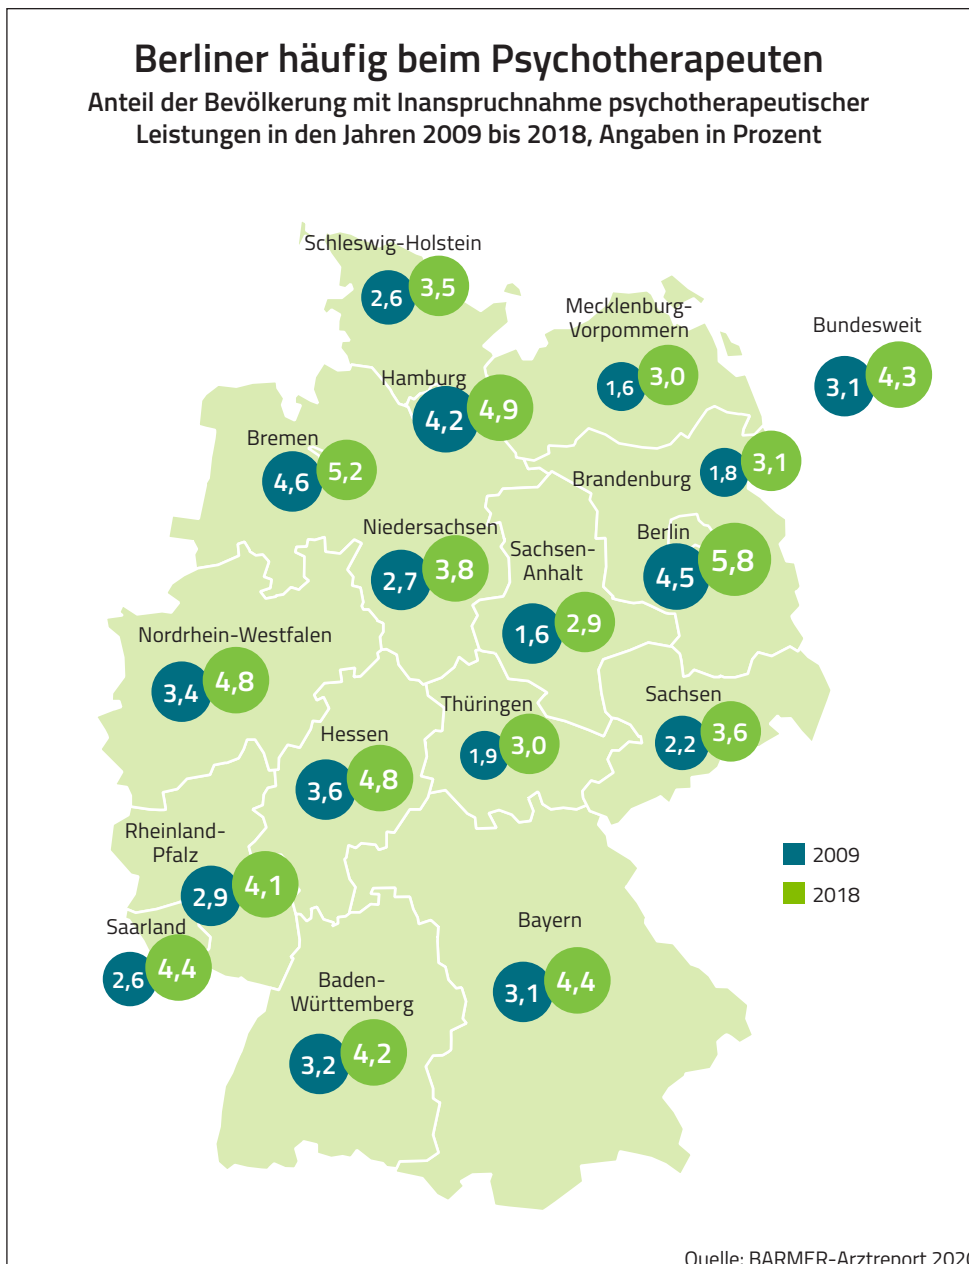 Berliner häufig beim Psychotherapeuten
Anteil der Bevölkerung mit Inanspruchnahme psychotherapeutischer
Leistungen in den Jahren 2009 bis 2018, Angaben in Prozent
Schleswig-Holstein
2,6 3,5
Mecklenburg-
Vorpommern
1,6 3,0
Bundesweit
3,1 4,3
Hamburg
4,2 4,9
Bremen
4,6 5,2
Brandenburg
1,8 3,1
Niedersachsen
2,7 3,8
Sachsen-
Anhalt
1,6 2,9
Berlin
4,5 5,8
Nordrhein-Westfalen
3,4 4,8
Hessen
3,6 4,8
Thüringen
1,9 3,0
Sachsen
2,2 3,6
Rheinland-
Pfalz
2,9 4,1
2009
2018
Saarland
2,6 4,4
Baden-
Württemberg
3,2 4,2
Bayern
3,1 4,4
Quelle: BARMER-Arztreport 2020